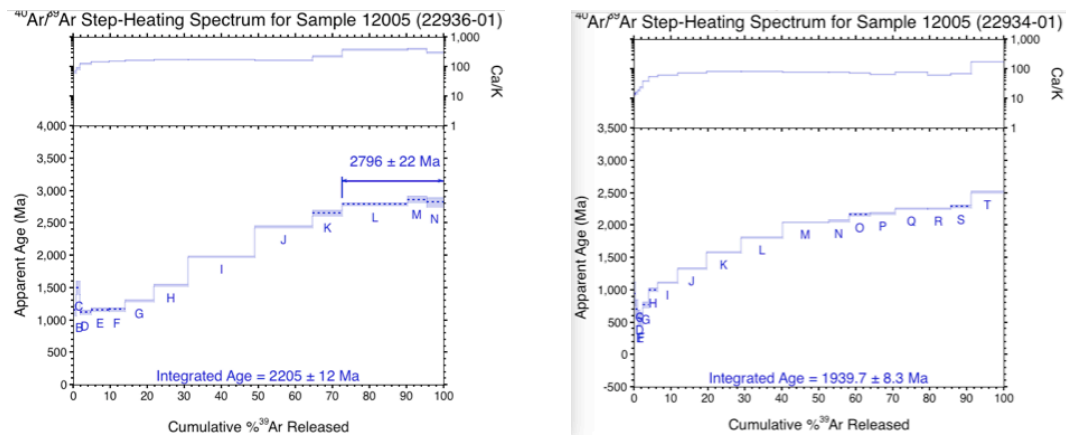 ⁴⁰Ar/³⁹Ar Step-Heating Spectrum for Sample 12005 (22936-01)
1,000
100
10
1
Ca/K
4,000
3,500
3,000
2,500
2,000
1,500
1,000
500
0
Apparent Age (Ma)
2796 ± 22 Ma
C
B
D
E
F
G
H
I
J
K
L
M
N
Integrated Age = 2205 ± 12 Ma
0 10 20 30 40 50 60 70 80 90 100
Cumulative %³⁹Ar Released
⁴⁰Ar/³⁹Ar Step-Heating Spectrum for Sample 12005 (22934-01)
1,000
100
10
1
Ca/K
3,500
3,000
2,500
2,000
1,500
1,000
500
0
-500
Apparent Age (Ma)
G
H
I
J
K
L
M
N
O
P
Q
R
S
T
Integrated Age = 1939.7 ± 8.3 Ma
0 10 20 30 40 50 60 70 80 90 100
Cumulative %³⁹Ar Released